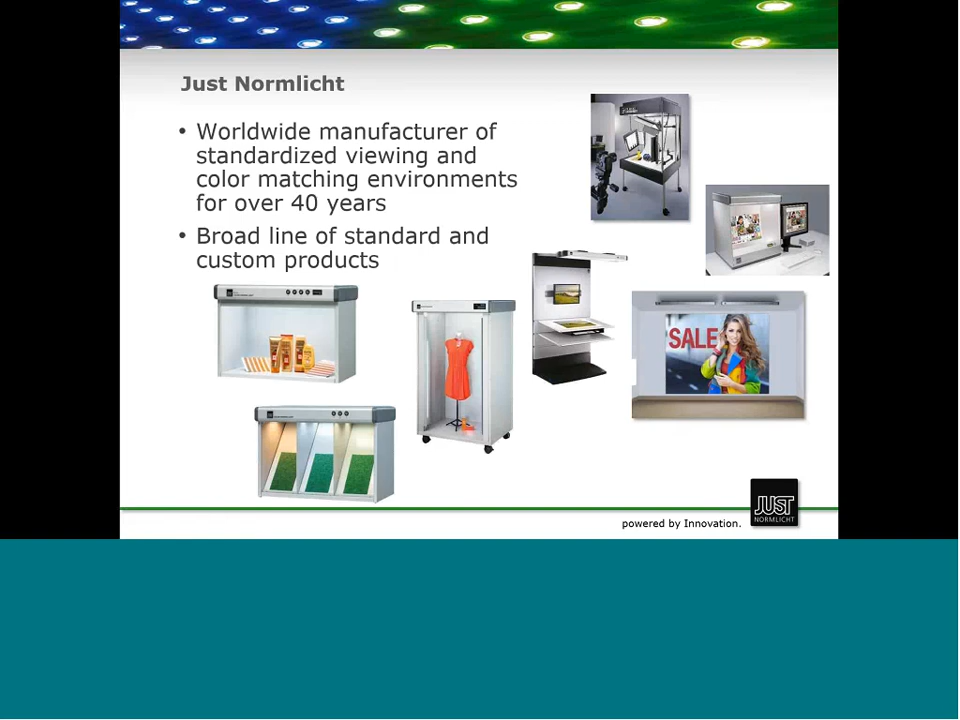 Just Normlicht
• Worldwide manufacturer of
standardized viewing and
color matching environments
for over 40 years
• Broad line of standard and
custom products
SALE
JUST
NORMLICHT
powered by Innovation.